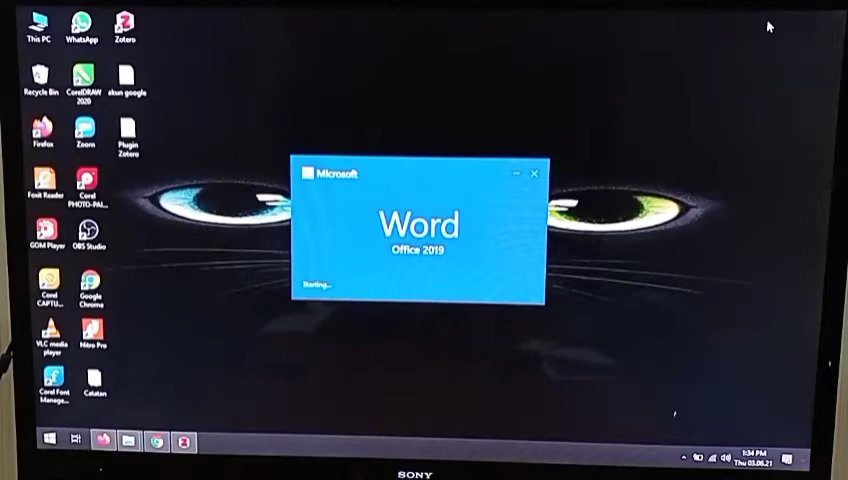 This PC
WhatsApp
Zotero
Recycle Bin
CorelDRAW
2020
akun google
Firefox
Zoom
Plugin
Zotero
Foxit Reader
Corel
PHOTO-PAI...
GOM Player
OBS Studio
Corel
CAPTU...
Google
Chrome
VLC media
player
Nitro Pro
Corel Font
Manage...
Catatan
Microsoft
Word
Office 2019
Starting...
1:34 PM
Thu 03.06.21
SONY